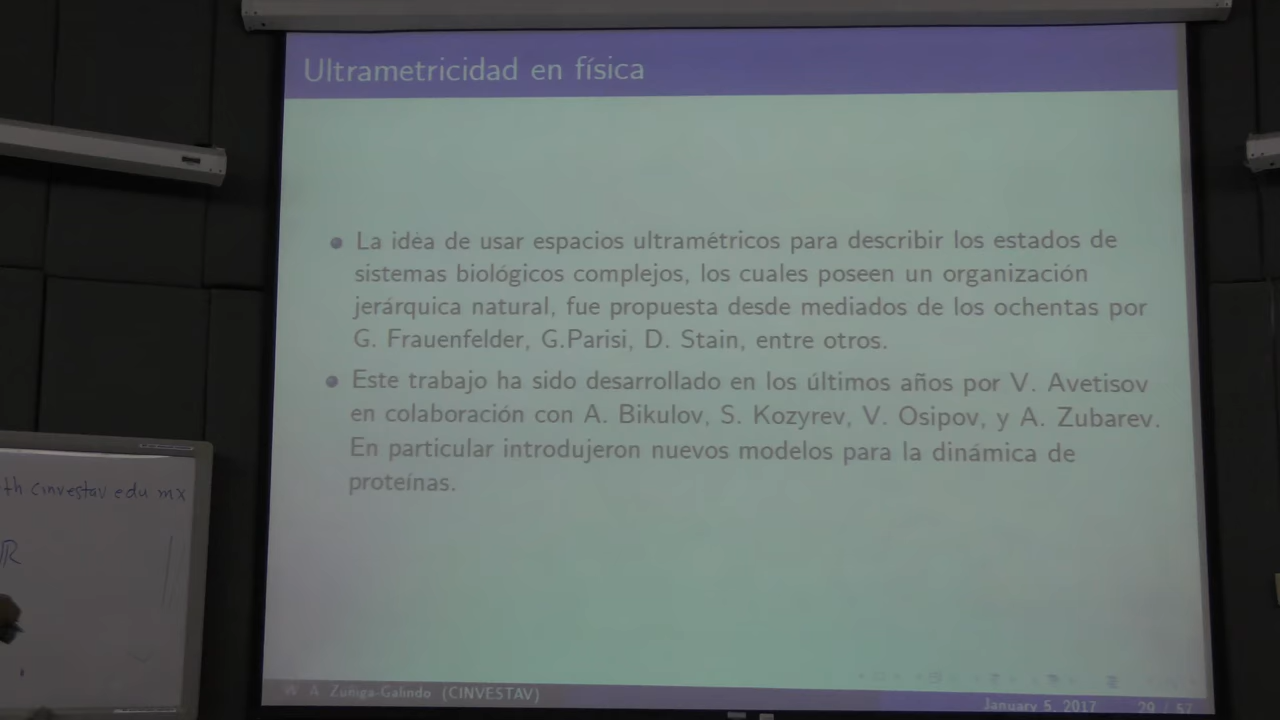 Ultrametricidad en física
La idea de usar espacios ultramétricos para describir los estados de
sistemas biológicos complejos, los cuales poseen un organización
jerárquica natural, fue propuesta desde mediados de los ochentas por
G. Frauenfelder, G.Parisi, D. Stain, entre otros.
Este trabajo ha sido desarrollado en los últimos años por V. Avetisov
en colaboración con A. Bikulov, S. Kozyrev, V. Osipov, y A. Zubarev.
En particular introdujeron nuevos modelos para la dinámica de
proteínas.
th cinvestav edu mx
ℝ
W. A. Zúñiga-Galindo (CINVESTAV)
January 5, 2017 29 / 57